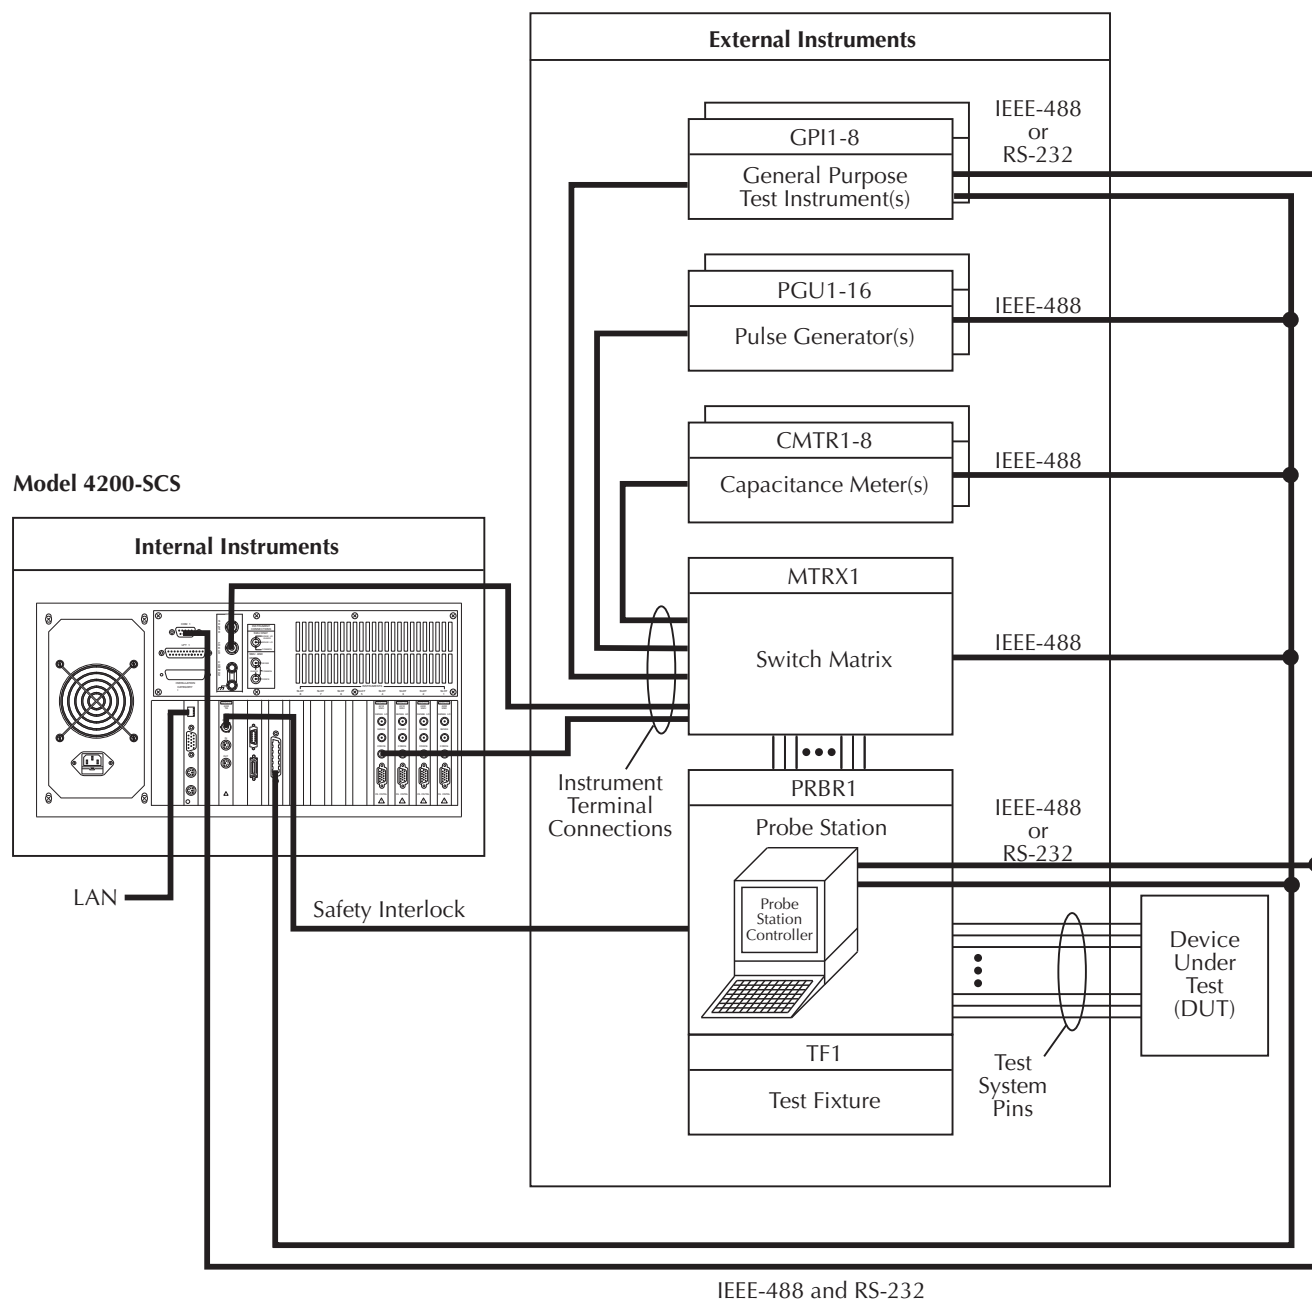 External Instruments
IEEE-488
or
RS-232
GPI1-8
General Purpose
Test Instrument(s)
PGU1-16
IEEE-488
Pulse Generator(s)
CMTR1-8
IEEE-488
Capacitance Meter(s)
Model 4200-SCS
Internal Instruments
MTRX1
IEEE-488
Switch Matrix
Instrument
Terminal
Connections
PRBR1
IEEE-488
or
RS-232
Probe Station
Probe
Station
Controller
LAN
Safety Interlock
Device
Under
Test
(DUT)
TF1
Test
System
Pins
Test Fixture
IEEE-488 and RS-232